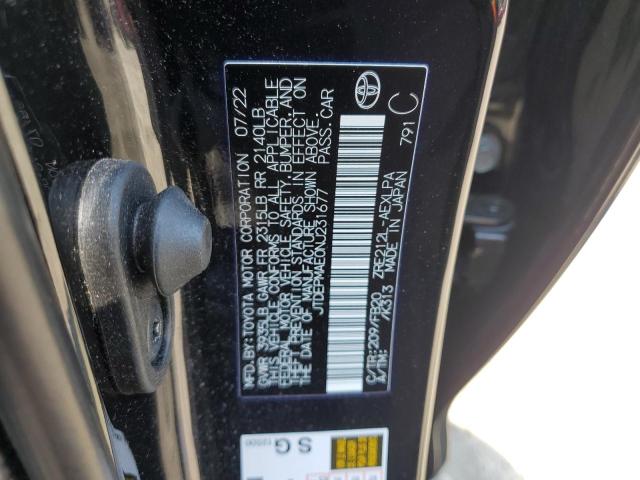 MFD.BY:TOYOTA MOTOR CORPORATION 07/22
GVWR 3935LB GAWR FR 2315LB RR 2140LB
THIS VEHICLE CONFORMS TO ALL APPLICABLE
FEDERAL MOTOR VEHICLE SAFETY, BUMPER, AND
THEFT PREVENTION STANDARDS IN EFFECT ON
THE DATE OF MANUFACTURE SHOWN ABOVE.
JTDEPMAE0NJ231677 PASS.CAR
C/TR:209/FB20 ZRE212L-AEXLPA
A/TM: /K313 MADE IN JAPAN
791 C
SG